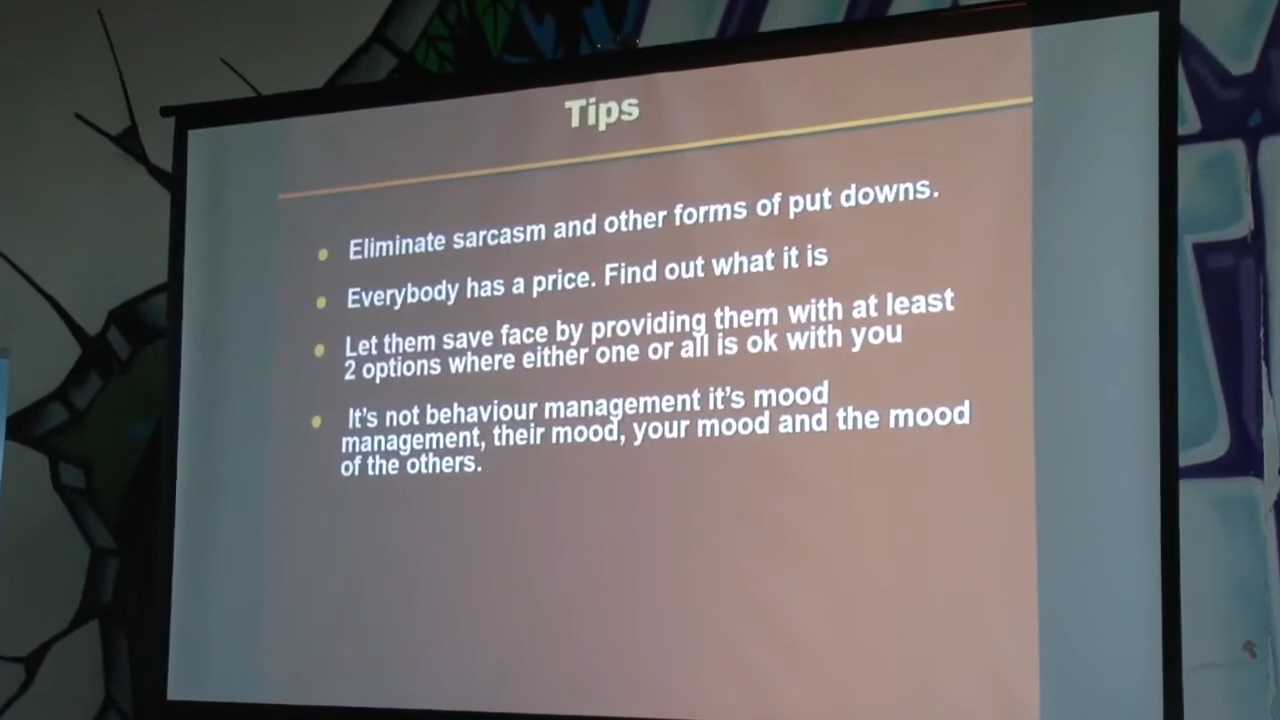 Tips
Eliminate sarcasm and other forms of put downs.
Everybody has a price. Find out what it is
Let them save face by providing them with at least
2 options where either one or all is ok with you
It's not behaviour management it's mood
management, their mood, your mood and the mood
of the others.